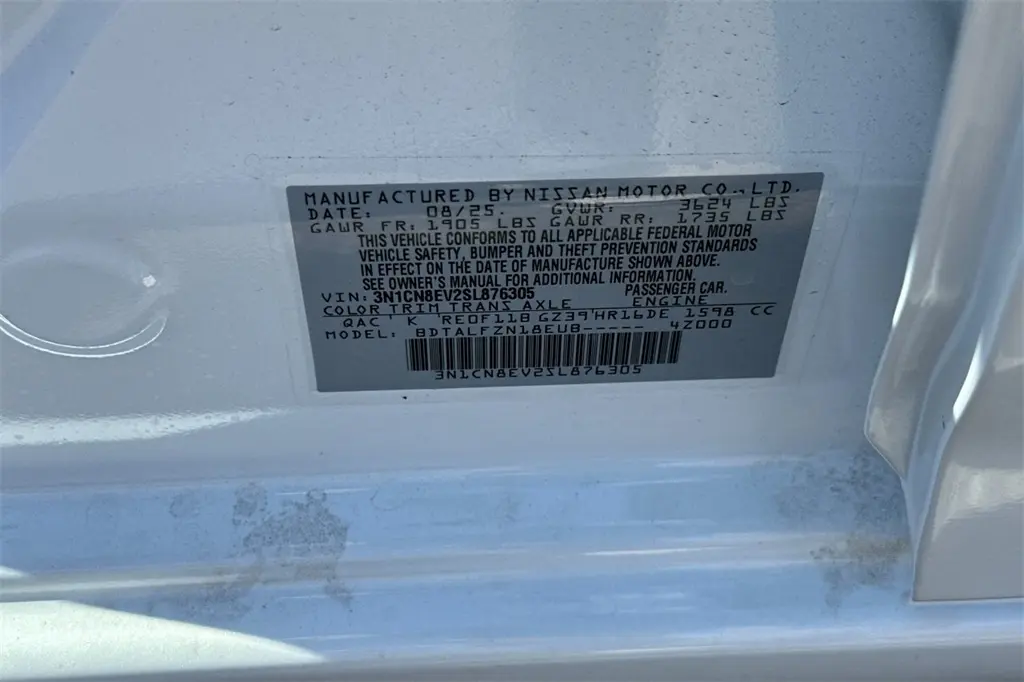 MANUFACTURED BY NISSAN MOTOR CO., LTD.
DATE: 08/25. GVWR: 3624 LBS
GAWR FR: 1905 LBS GAWR RR: 1735 LBS
THIS VEHICLE CONFORMS TO ALL APPLICABLE FEDERAL MOTOR
VEHICLE SAFETY, BUMPER AND THEFT PREVENTION STANDARDS
IN EFFECT ON THE DATE OF MANUFACTURE SHOWN ABOVE.
SEE OWNER'S MANUAL FOR ADDITIONAL INFORMATION.
VIN: 3N1CN8EV2SL876305 PASSENGER CAR.
COLOR TRIM TRANS AXLE ENGINE
QAC' K 'RE0F11B GZ39'HR16DE 1598 CC
MODEL: BDTALFZN18EUB----- 4Z000
3N1CN8EV2SL876305